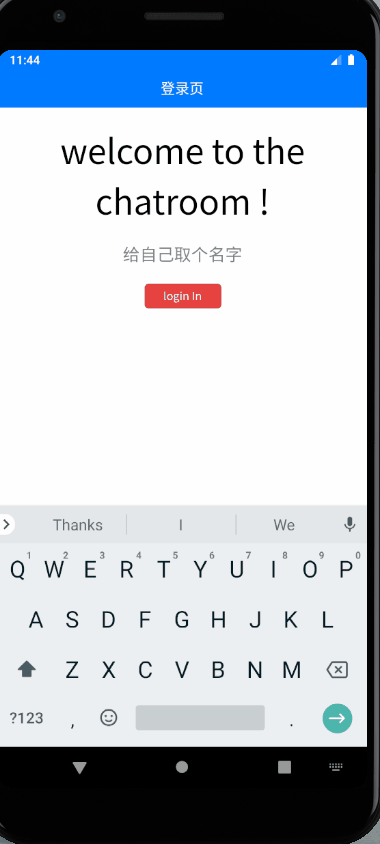 11:44
登录页
welcome to the
chatroom !
给自己取个名字
login In
Thanks I We
1 2 3 4 5 6 7 8 9 0
Q W E R T Y U I O P
A S D F G H J K L
Z X C V B N M
?123 , .